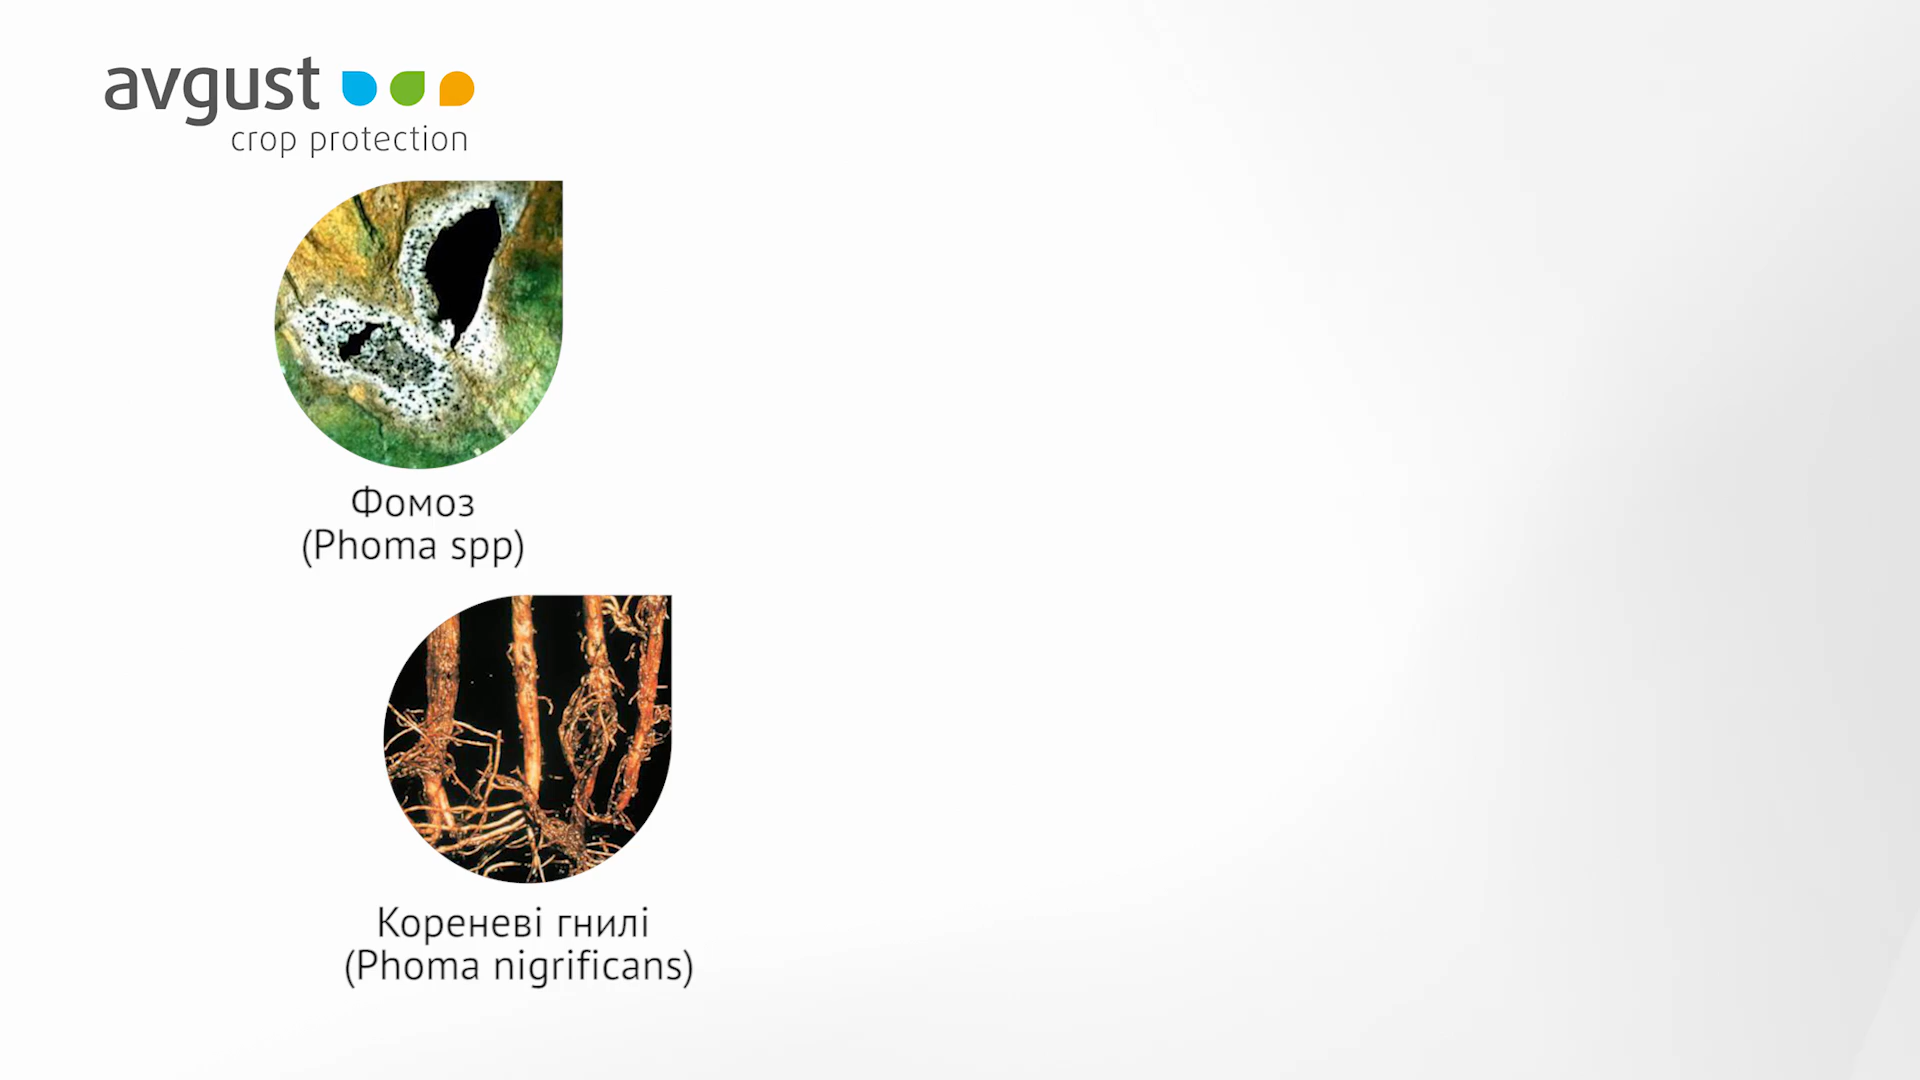 avgust
crop protection
Фомоз
(Phoma spp)
Кореневі гнилі
(Phoma nigrificans)